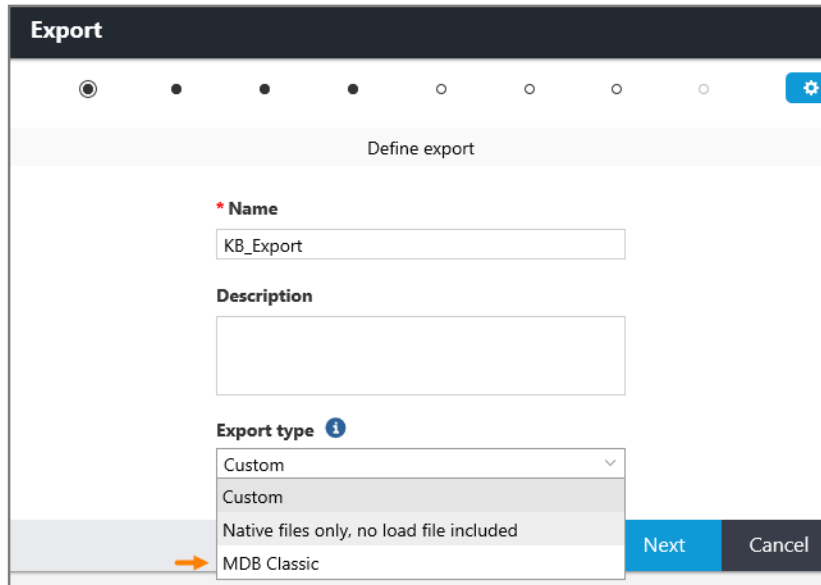 Export
Define export
* Name
KB_Export
Description
Export type i
Custom
Custom
Native files only, no load file included
MDB Classic
Next
Cancel